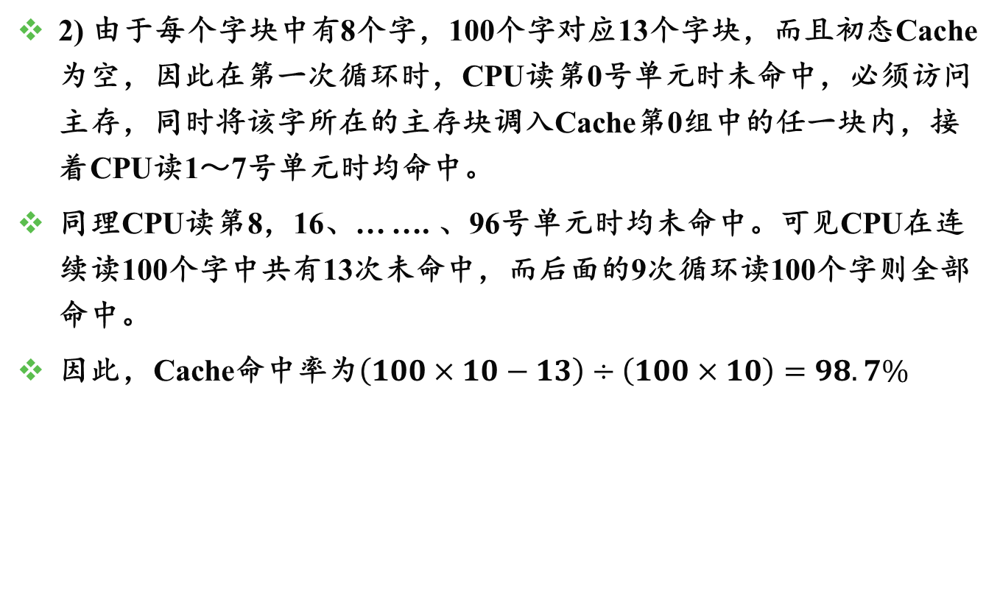 ❖ 2) 由于每个字块中有8个字，100个字对应13个字块，而且初态Cache
为空，因此在第一次循环时，CPU读第0号单元时未命中，必须访问
主存，同时将该字所在的主存块调入Cache第0组中的任一块内，接
着CPU读1～7号单元时均命中。
❖ 同理CPU读第8，16、… …. 、96号单元时均未命中。可见CPU在连
续读100个字中共有13次未命中，而后面的9次循环读100个字则全部
命中。
❖ 因此，Cache命中率为(100 × 10 − 13) ÷ (100 × 10) = 98.7%